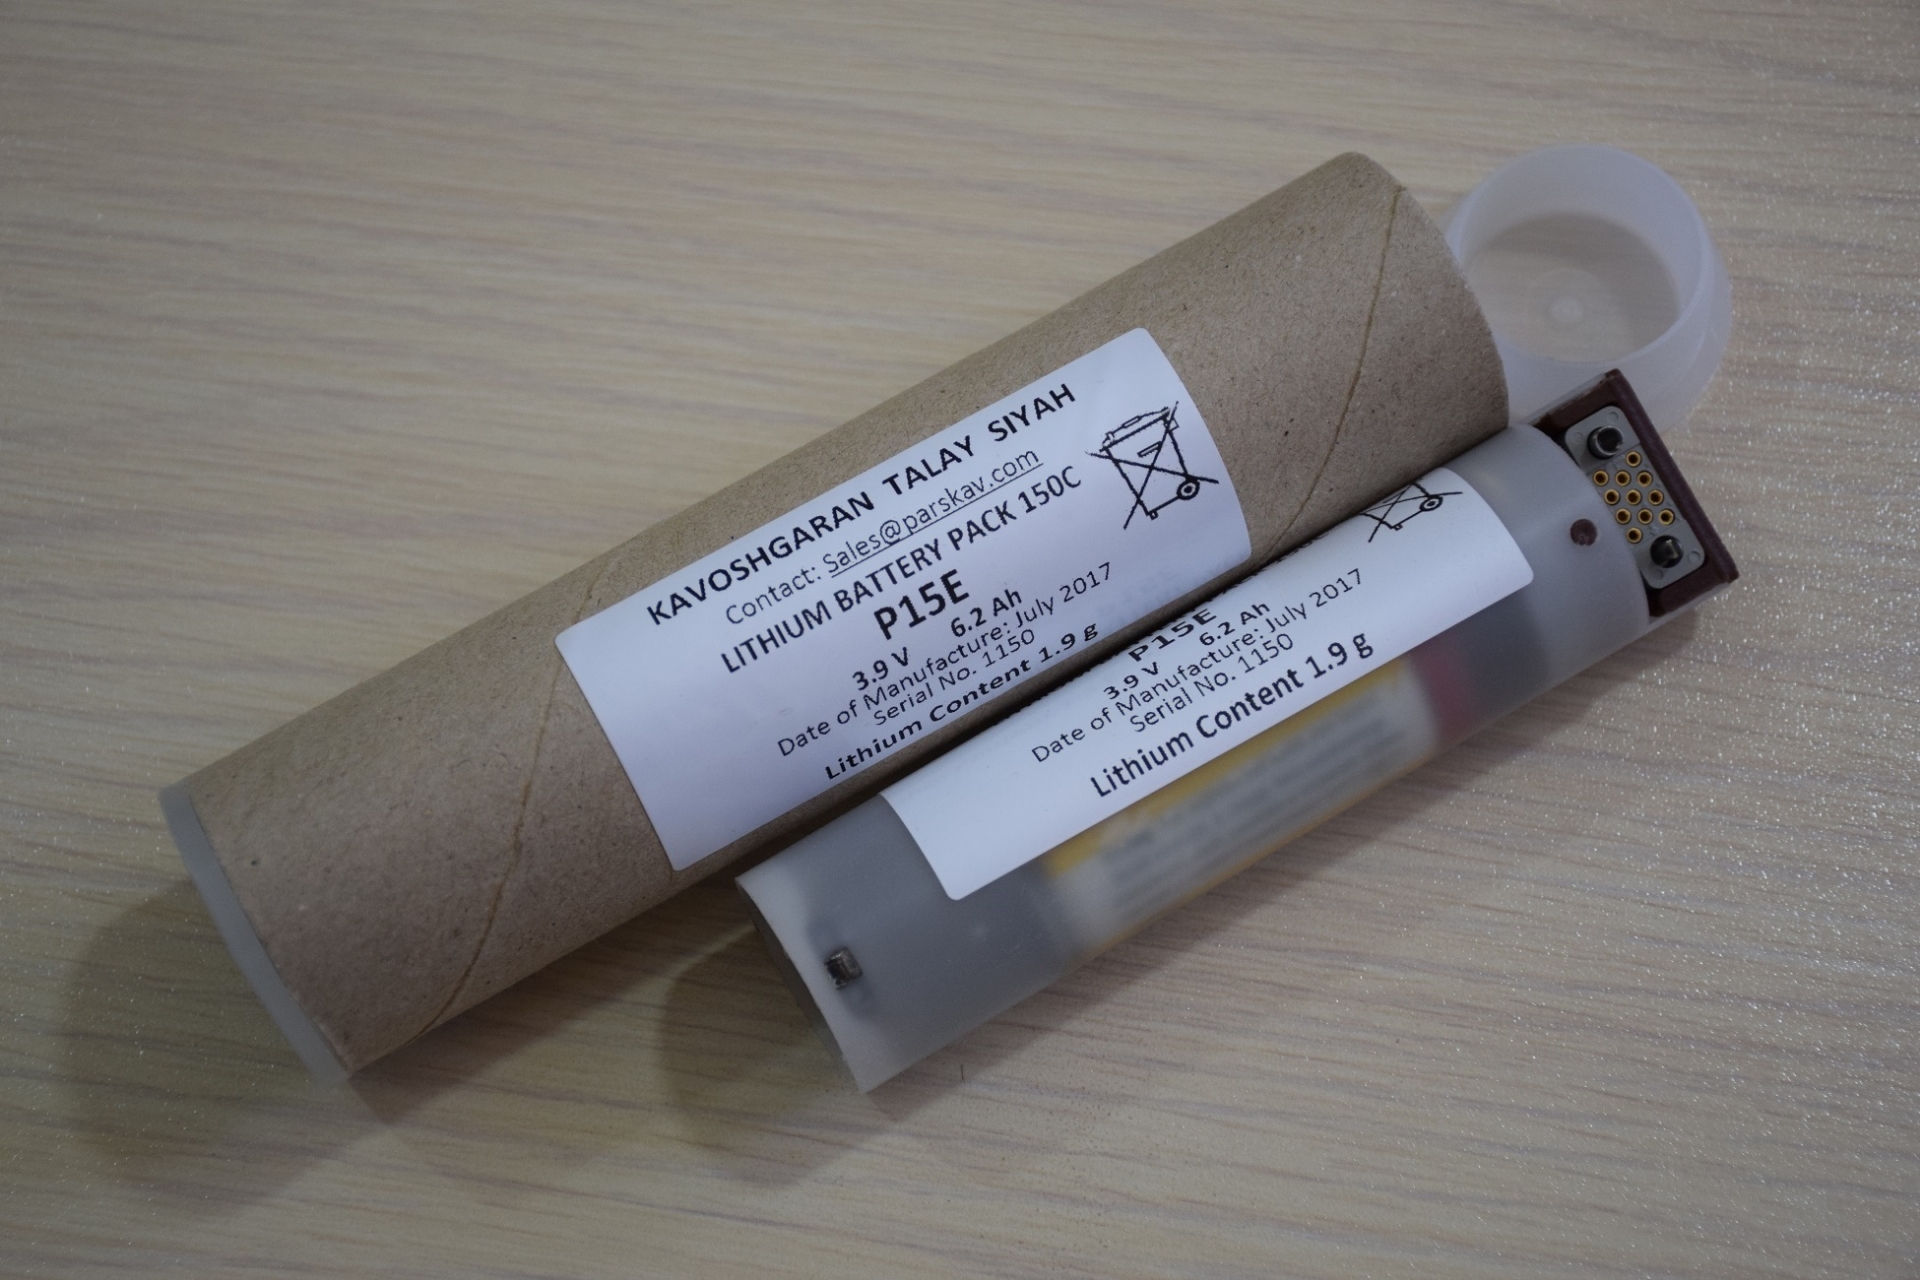 KAVOSHGARAN TALAY SIYAH
Contact: Sales@parskav.com
LITHIUM BATTERY PACK 150C
P15E
3.9 V 6.2 Ah
Date of Manufacture: July 2017
Serial No. 1150
Lithium Content 1.9 g
P15E
3.9 V 6.2 Ah
Date of Manufacture: July 2017
Serial No. 1150
Lithium Content 1.9 g